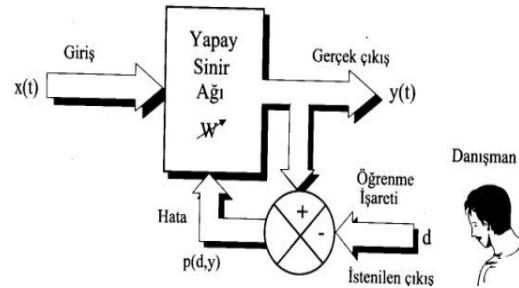 Giriş
x(t)
Yapay
Sinir
Ağı
W
Gerçek çıkış
y(t)
Danışman
Öğrenme
İşareti
+
-
d
Hata
p(d,y)
İstenilen çıkış